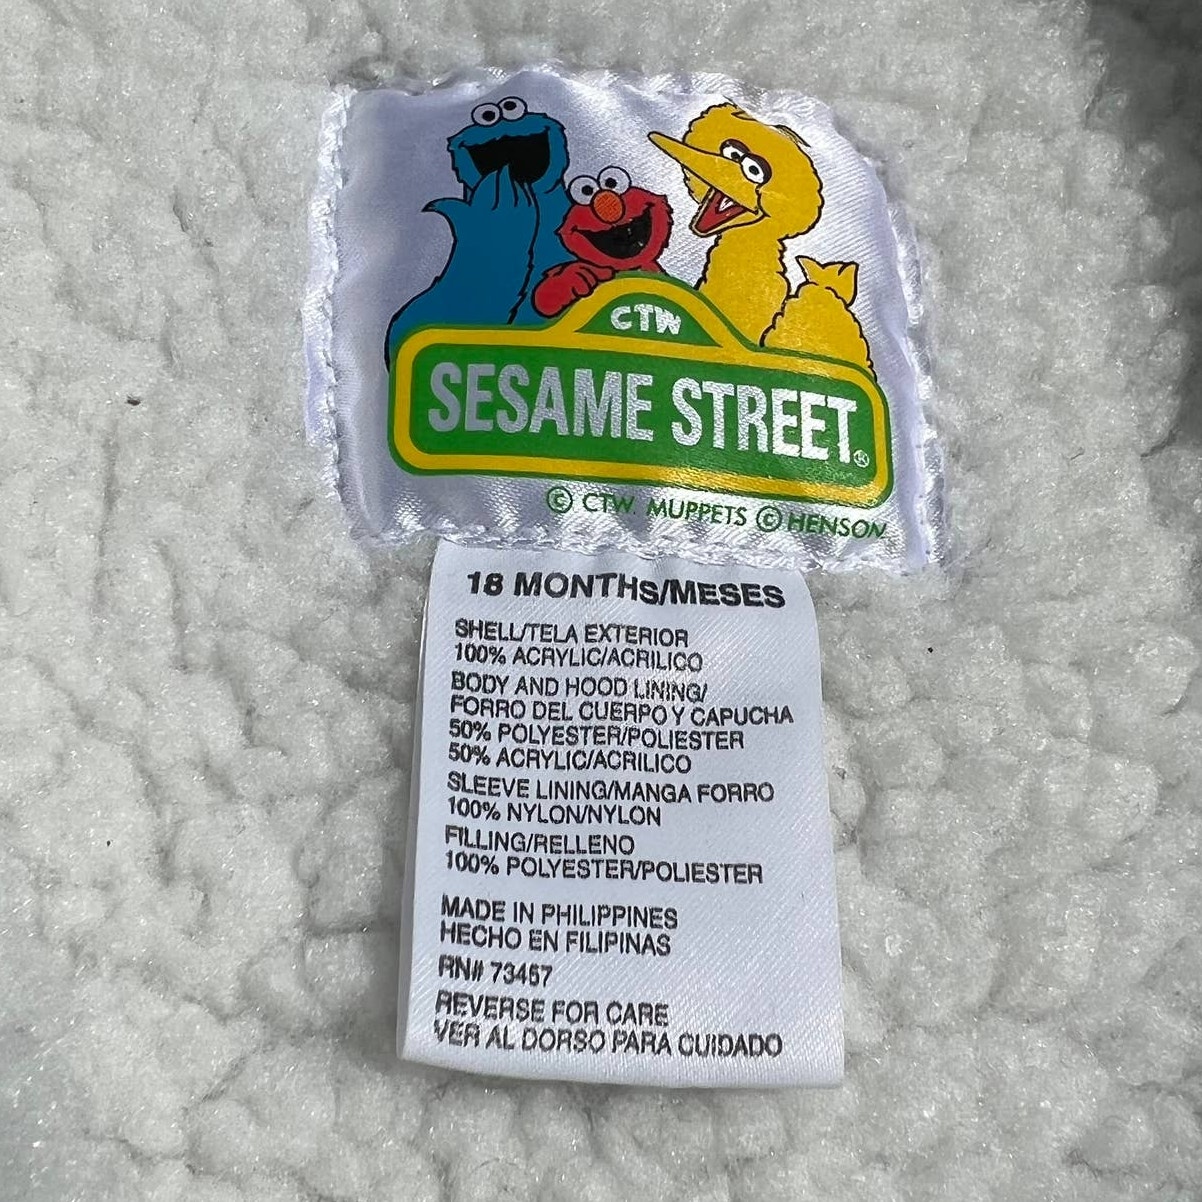 CTW
SESAME STREET®
© CTW. MUPPETS © HENSON
18 MONTHS/MESES
SHELL/TELA EXTERIOR
100% ACRYLIC/ACRILICO
BODY AND HOOD LINING/
FORRO DEL CUERPO Y CAPUCHA
50% POLYESTER/POLIESTER
50% ACRYLIC/ACRILICO
SLEEVE LINING/MANGA FORRO
100% NYLON/NYLON
FILLING/RELLENO
100% POLYESTER/POLIESTER
MADE IN PHILIPPINES
HECHO EN FILIPINAS
RN# 73467
REVERSE FOR CARE
VER AL DORSO PARA CUIDADO